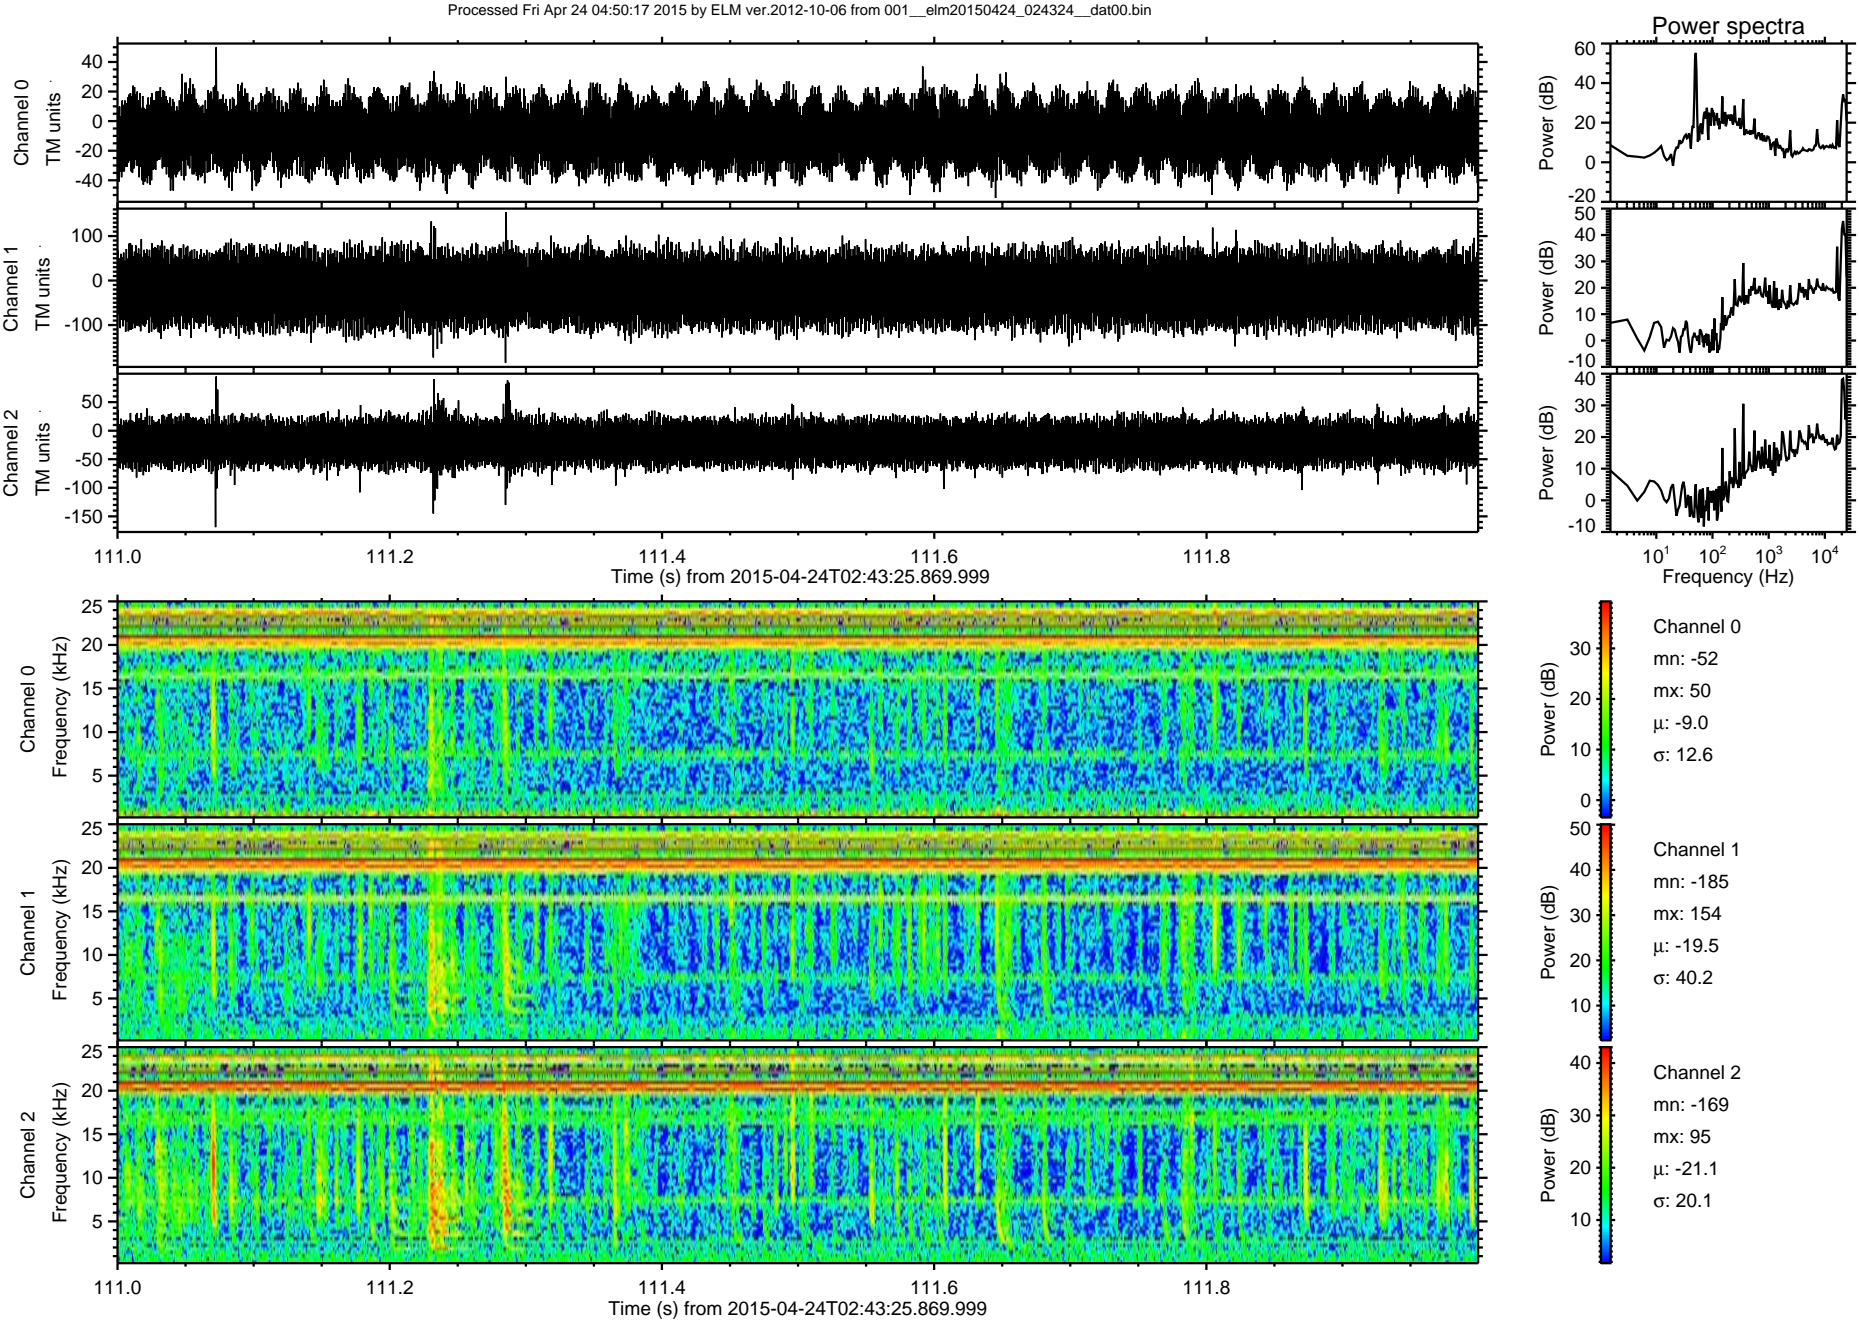 Processed Fri Apr 24 04:50:17 2015 by ELM ver.2012-10-06 from 001__elm20150424_024324__dat00.bin
Power spectra
Channel 0
TM units
40
20
0
-20
-40
Power (dB)
60
40
20
0
-20
Channel 1
TM units
100
0
-100
Power (dB)
50
40
30
20
10
0
-10
Channel 2
TM units
50
0
-50
-100
-150
Power (dB)
40
30
20
10
0
-10
111.0 111.2 111.4 111.6 111.8
Time (s) from 2015-04-24T02:43:25.869.999
10¹ 10² 10³ 10⁴
Frequency (Hz)
Channel 0
Frequency (kHz)
25
20
15
10
5
Power (dB)
30
20
10
0
Channel 0
mn: -52
mx: 50
μ: -9.0
σ: 12.6
Channel 1
Frequency (kHz)
25
20
15
10
5
Power (dB)
50
40
30
20
10
Channel 1
mn: -185
mx: 154
μ: -19.5
σ: 40.2
Channel 2
Frequency (kHz)
25
20
15
10
5
Power (dB)
40
30
20
10
Channel 2
mn: -169
mx: 95
μ: -21.1
σ: 20.1
111.0 111.2 111.4 111.6 111.8
Time (s) from 2015-04-24T02:43:25.869.999